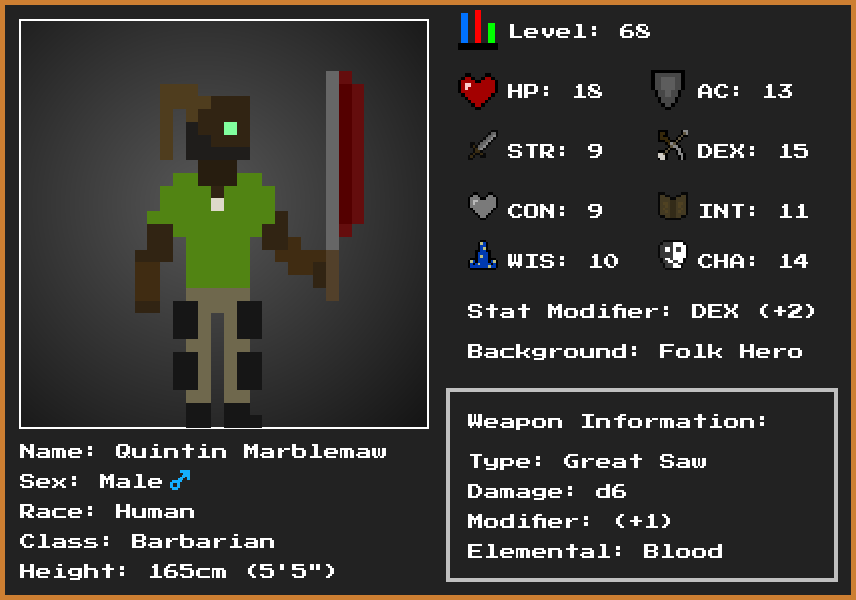 Level: 68
HP: 18 AC: 13
STR: 9 DEX: 15
CON: 9 INT: 11
WIS: 10 CHA: 14
Stat Modifier: DEX (+2)
Background: Folk Hero
Weapon Information:
Type: Great Saw
Damage: d6
Modifier: (+1)
Elemental: Blood
Name: Quintin Marblemaw
Sex: Male ♂
Race: Human
Class: Barbarian
Height: 165cm (5'5")